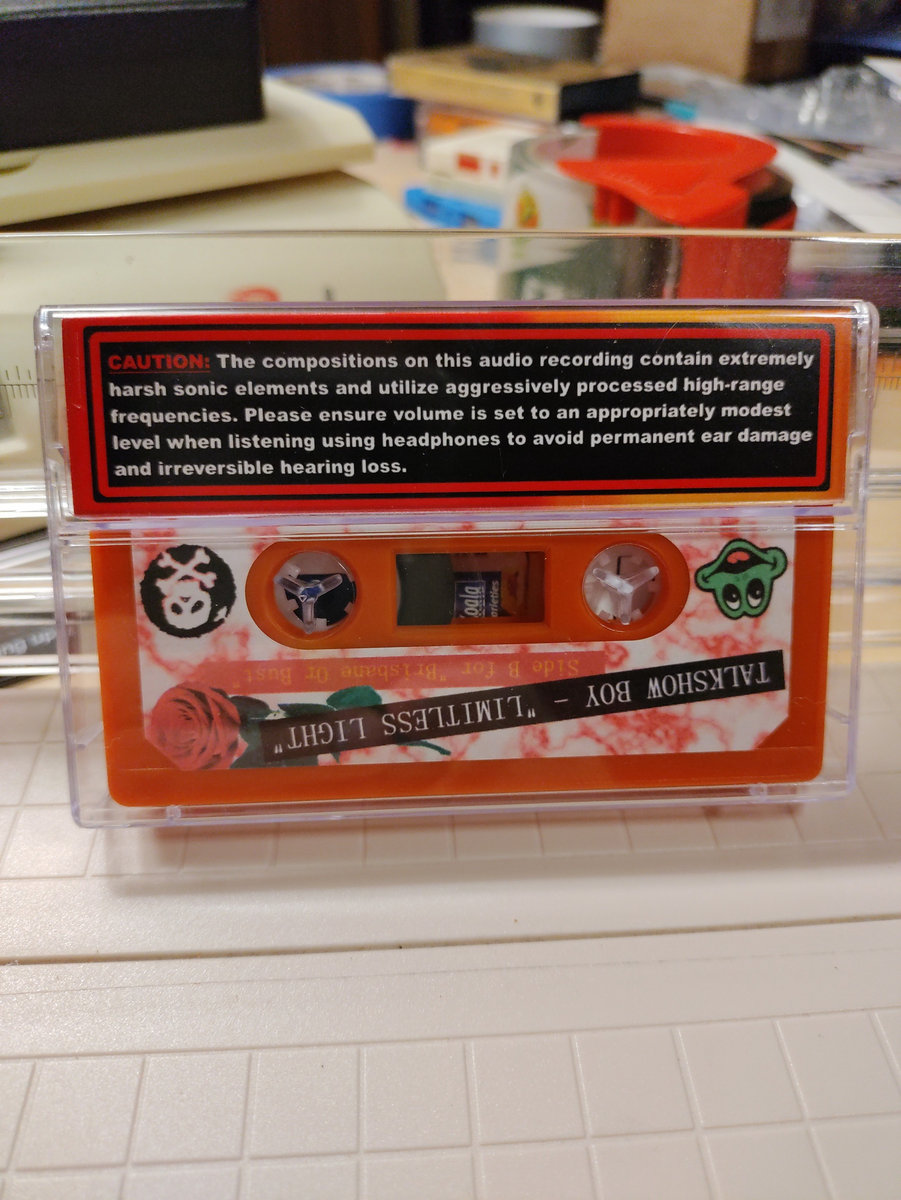 CAUTION: The compositions on this audio recording contain extremely
harsh sonic elements and utilize aggressively processed high-range
frequencies. Please ensure volume is set to an appropriately modest
level when listening using headphones to avoid permanent ear damage
and irreversible hearing loss.
TALKSHOW BOY - "LIMITLESS LIGHT"
Side B for "Brisbane Or Bust"